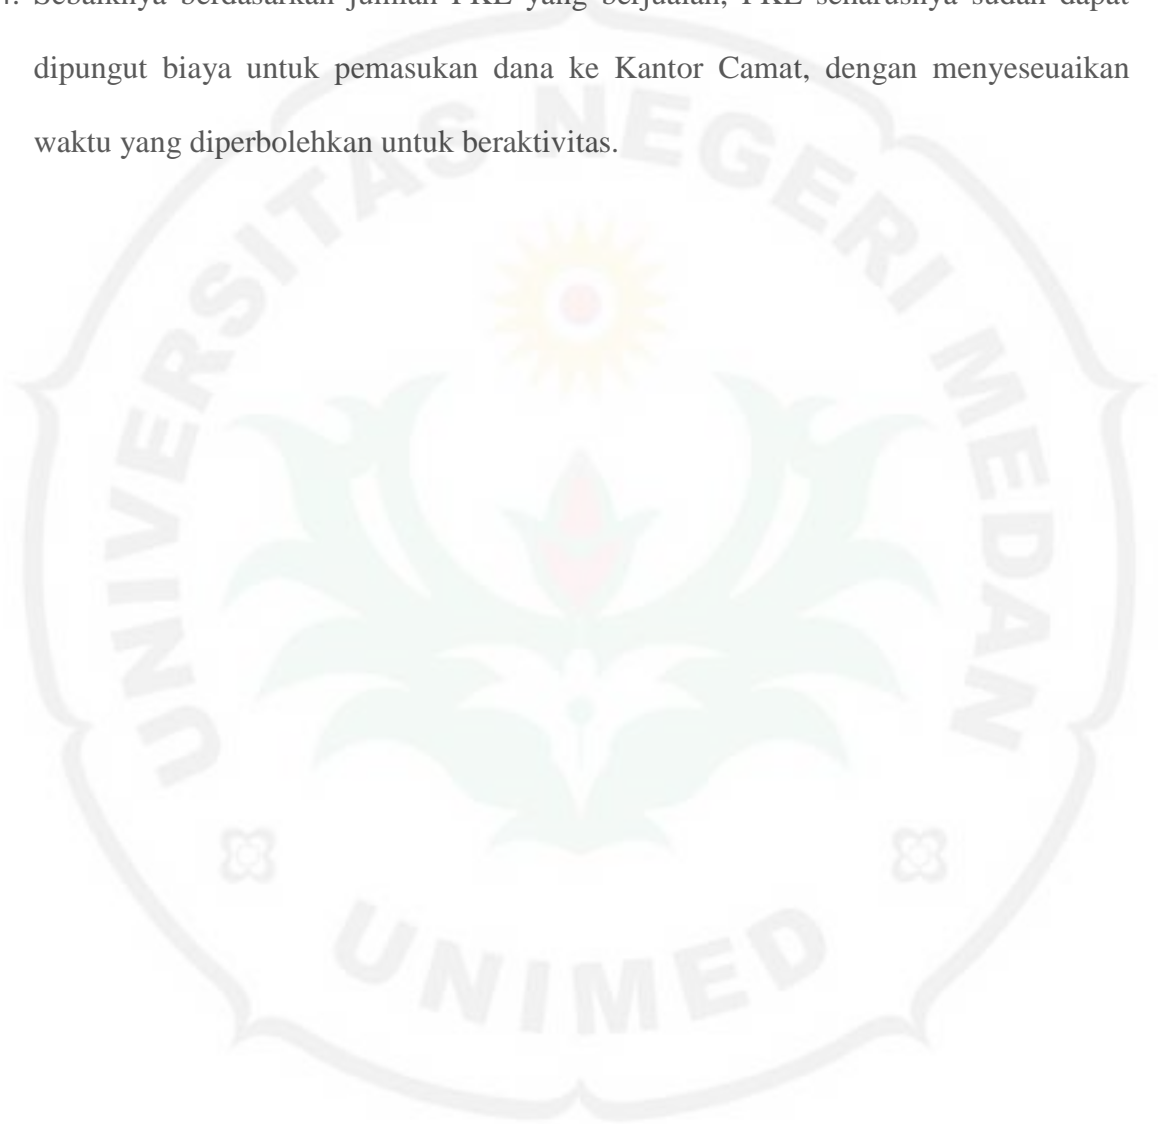 4. Sebaiknya berdasarkan jumlah PKL yang berjualan, PKL seharusnya sudah dapat
dipungut biaya untuk pemasukan dana ke Kantor Camat, dengan menyeseuaikan
waktu yang diperbolehkan untuk beraktivitas.
UNIVERSITAS NEGERI MEDAN
UNIMED